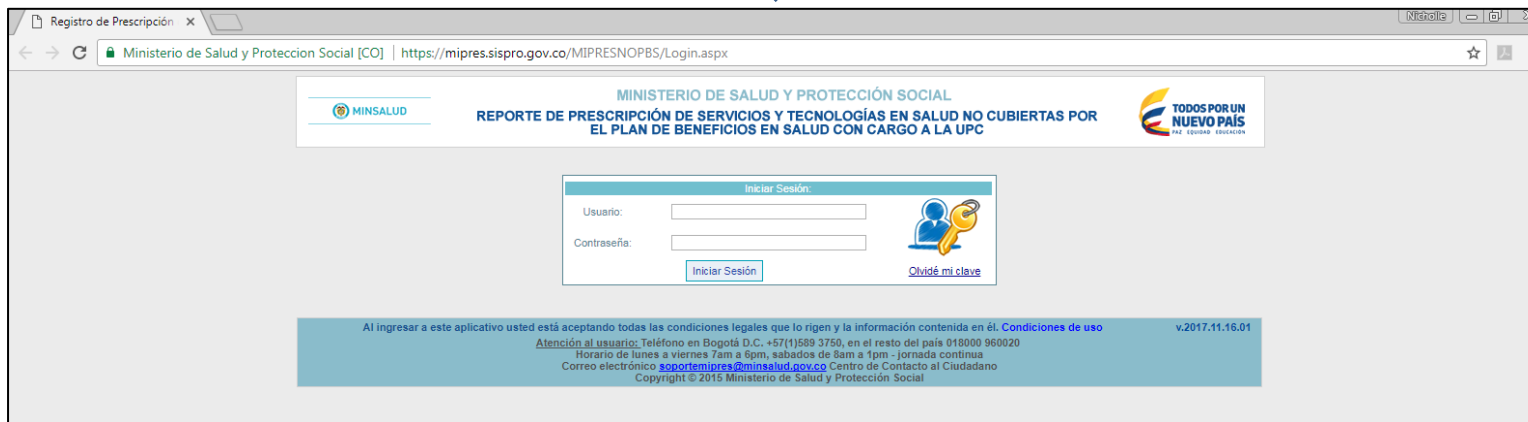 Registro de Prescripción
Nicholle
Ministerio de Salud y Proteccion Social [CO] | https://mipres.sispro.gov.co/MIPRESNOPBS/Login.aspx
MINSALUD
MINISTERIO DE SALUD Y PROTECCIÓN SOCIAL
REPORTE DE PRESCRIPCIÓN DE SERVICIOS Y TECNOLOGÍAS EN SALUD NO CUBIERTAS POR
EL PLAN DE BENEFICIOS EN SALUD CON CARGO A LA UPC
TODOS POR UN
NUEVO PAÍS
PAZ EQUIDAD EDUCACIÓN
Iniciar Sesión:
Usuario:
Contraseña:
Iniciar Sesión
Olvidé mi clave
Al ingresar a este aplicativo usted está aceptando todas las condiciones legales que lo rigen y la información contenida en él. Condiciones de uso v.2017.11.16.01
Atención al usuario: Teléfono en Bogotá D.C. +57(1)589 3750, en el resto del país 018000 960020
Horario de lunes a viernes 7am a 6pm, sabados de 8am a 1pm - jornada continua
Correo electrónico soportemipres@minsalud.gov.co Centro de Contacto al Ciudadano
Copyright © 2015 Ministerio de Salud y Protección Social